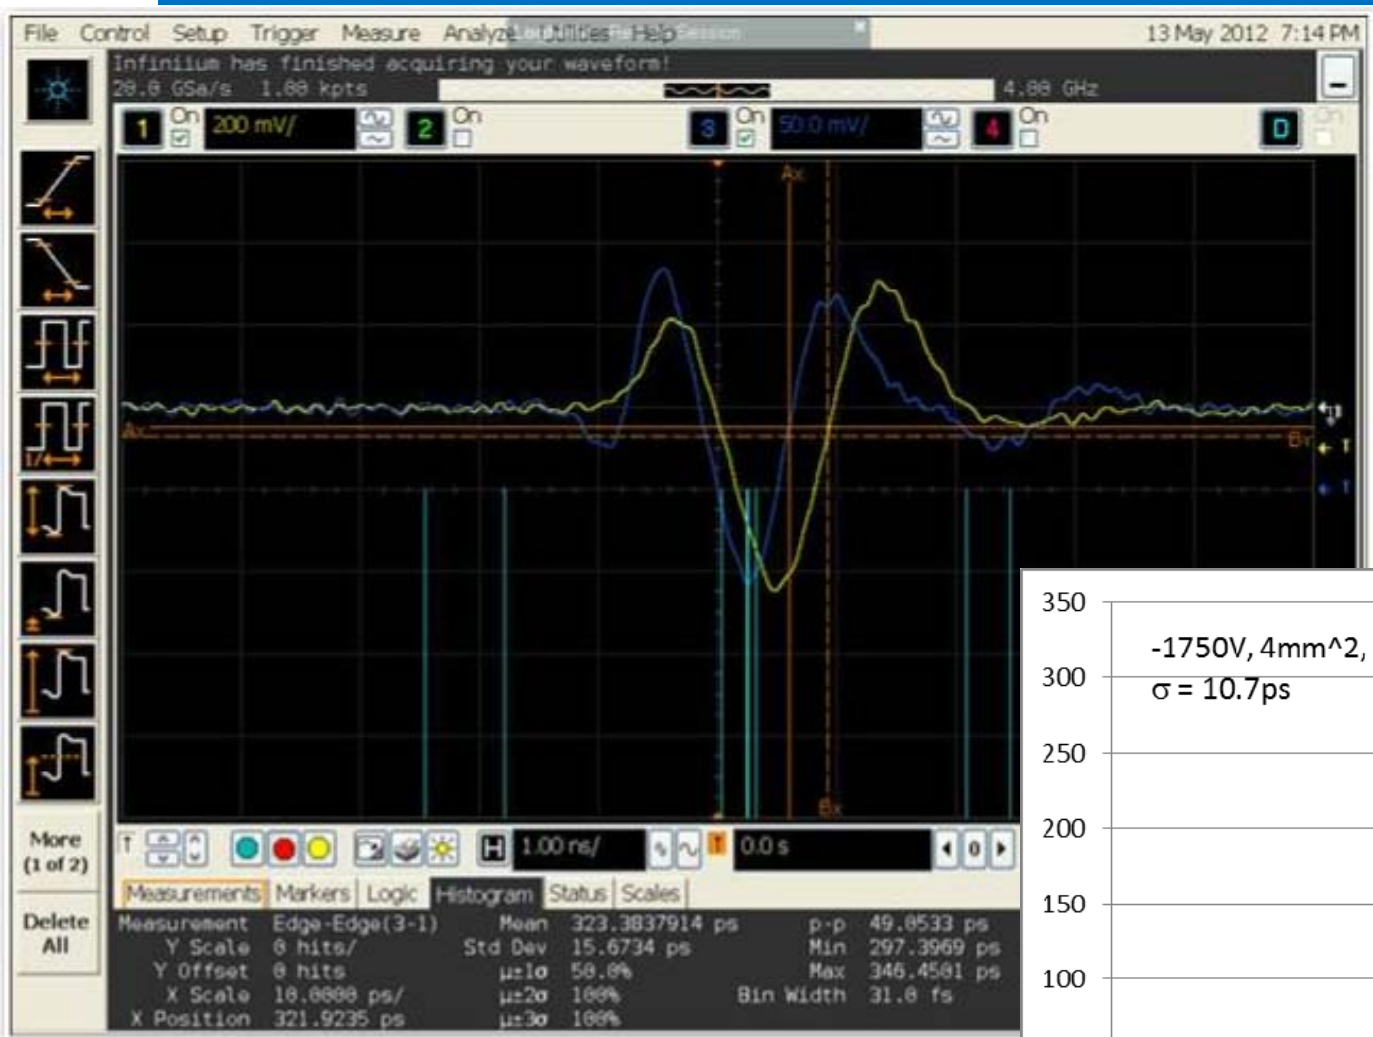 File Control Setup Trigger Measure Analyze Utilities Help
13 May 2012 7:14 PM
Infiniium has finished acquiring your waveform!
20.0 GSa/s 1.00 kpts
4.00 GHz
1 On 200 mV/ 2 On 3 On 50.0 mV/ 4 On D On
Ax
Bx
T
T
Bx
350
-1750V, 4mm^2,
300
σ = 10.7ps
250
200
150
100
More
(1 of 2)
Delete
All
H 1.00 ns/ T 0.0 s 0
Measurements Markers Logic Histogram Status Scales
Measurement Edge-Edge(3-1) Mean 323.3837914 ps p-p 49.0533 ps
Y Scale 0 hits/ Std Dev 15.6734 ps Min 297.3969 ps
Y Offset 0 hits μ±1σ 50.0% Max 346.4501 ps
X Scale 10.0000 ps/ μ±2σ 100% Bin Width 31.0 fs
X Position 321.9235 ps μ±3σ 100%